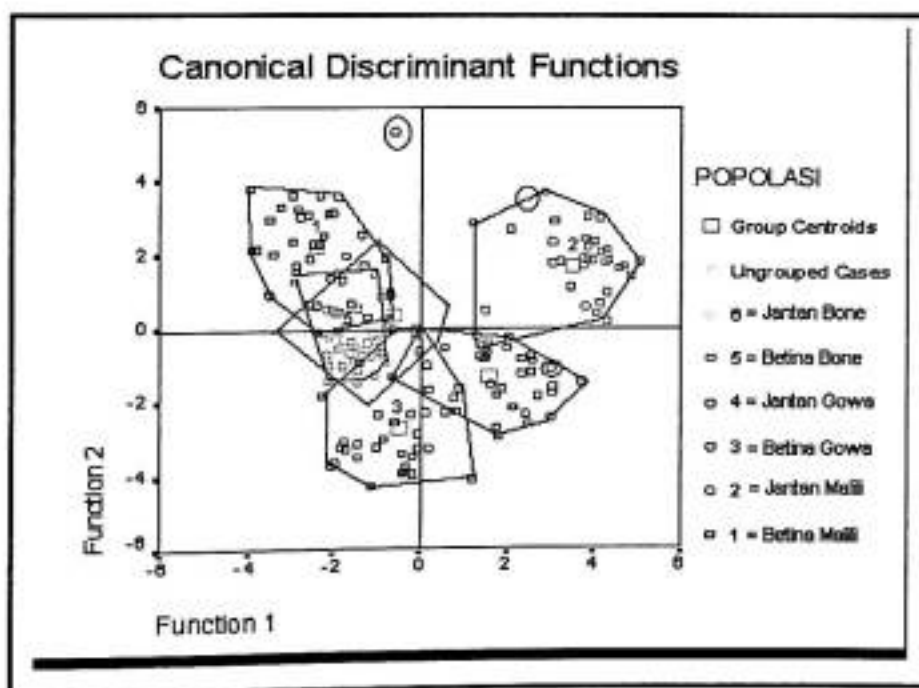 Canonical Discriminant Functions
6
4
2
0
-2
-4
-6
-6
-4
-2
0
2
4
6
Function 2
Function 1
2
3
POPOLASI
Group Centroids
Ungrouped Cases
6 = Jantan Bone
5 = Betina Bone
4 = Jantan Gowa
3 = Betina Gowa
2 = Jantan Malili
1 = Betina Malili